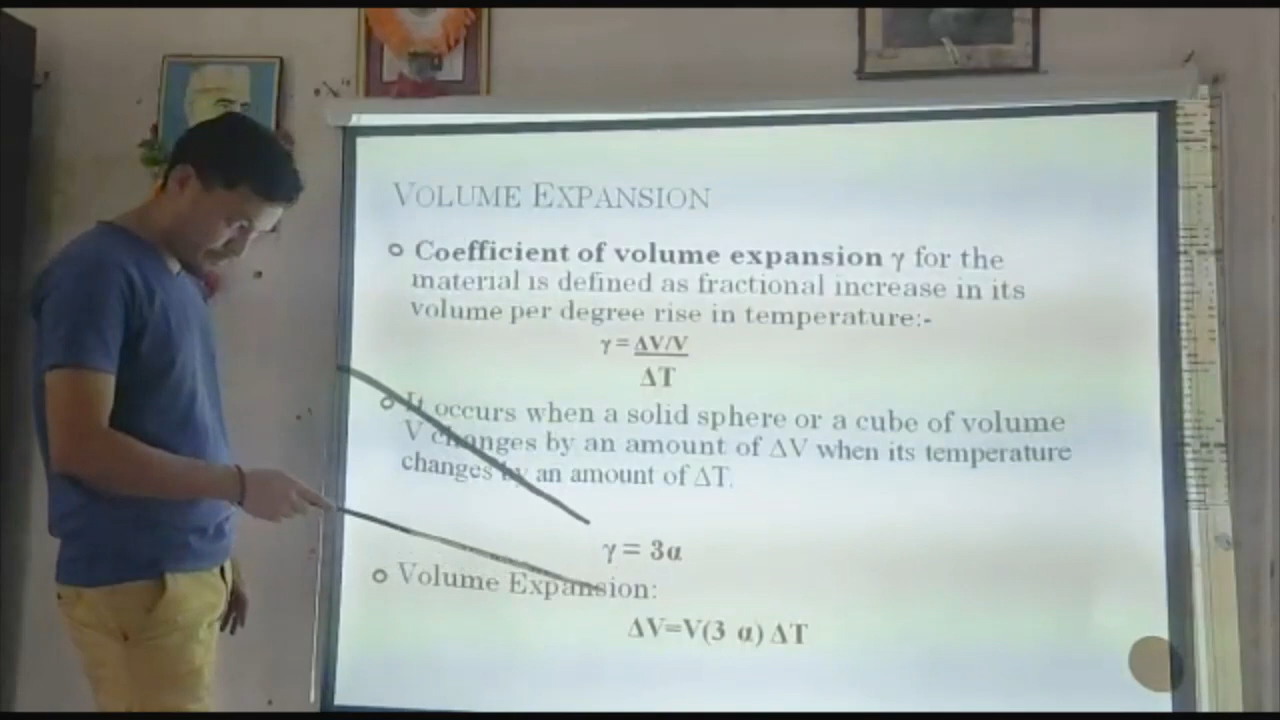 VOLUME EXPANSION
Coefficient of volume expansion γ for the
material is defined as fractional increase in its
volume per degree rise in temperature:-
γ = ΔV/V
ΔT
It occurs when a solid sphere or a cube of volume
V changes by an amount of ΔV when its temperature
changes by an amount of ΔT.
γ = 3α
Volume Expansion:
ΔV=V(3 α) ΔT